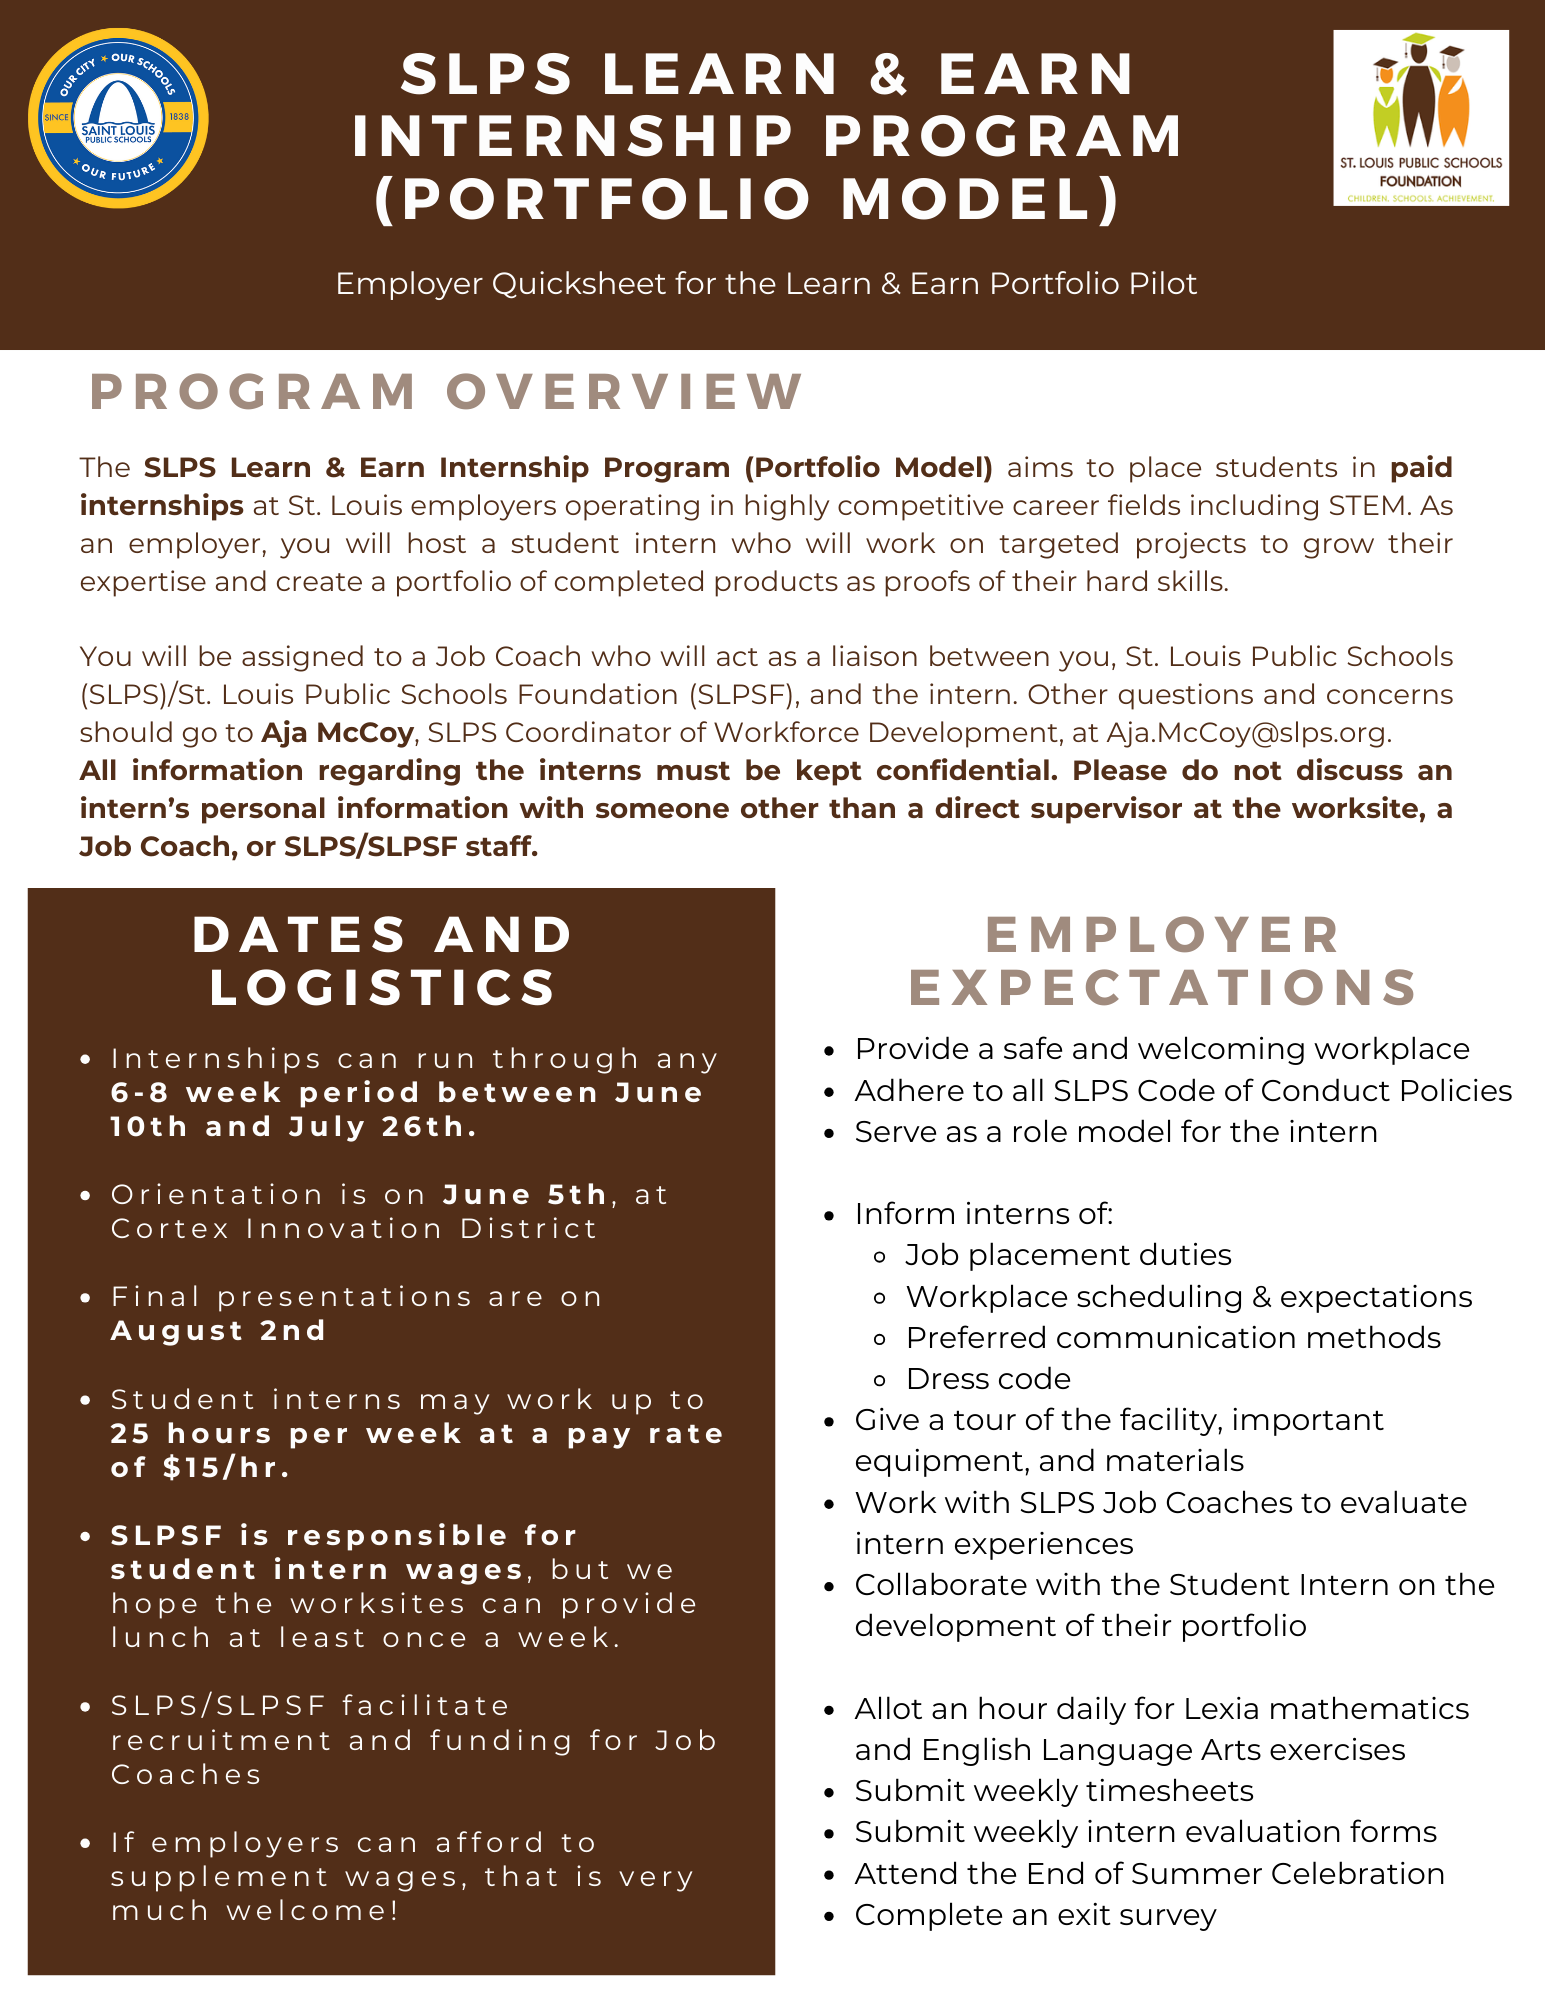 OUR CITY ★ OUR SCHOOLS
SINCE 1838
SAINT LOUIS
PUBLIC SCHOOLS
★ OUR FUTURE ★
SLPS LEARN & EARN
INTERNSHIP PROGRAM
(PORTFOLIO MODEL)
Employer Quicksheet for the Learn & Earn Portfolio Pilot
ST. LOUIS PUBLIC SCHOOLS
FOUNDATION
CHILDREN. SCHOOLS. ACHIEVEMENT.
PROGRAM OVERVIEW
The SLPS Learn & Earn Internship Program (Portfolio Model) aims to place students in paid
internships at St. Louis employers operating in highly competitive career fields including STEM. As
an employer, you will host a student intern who will work on targeted projects to grow their
expertise and create a portfolio of completed products as proofs of their hard skills.
You will be assigned to a Job Coach who will act as a liaison between you, St. Louis Public Schools
(SLPS)/St. Louis Public Schools Foundation (SLPSF), and the intern. Other questions and concerns
should go to Aja McCoy, SLPS Coordinator of Workforce Development, at Aja.McCoy@slps.org.
All information regarding the interns must be kept confidential. Please do not discuss an
intern’s personal information with someone other than a direct supervisor at the worksite, a
Job Coach, or SLPS/SLPSF staff.
DATES AND
LOGISTICS
• Internships can run through any
6-8 week period between June
10th and July 26th.
• Orientation is on June 5th, at
Cortex Innovation District
• Final presentations are on
August 2nd
• Student interns may work up to
25 hours per week at a pay rate
of $15/hr.
• SLPSF is responsible for
student intern wages, but we
hope the worksites can provide
lunch at least once a week.
• SLPS/SLPSF facilitate
recruitment and funding for Job
Coaches
• If employers can afford to
supplement wages, that is very
much welcome!
EMPLOYER
EXPECTATIONS
• Provide a safe and welcoming workplace
• Adhere to all SLPS Code of Conduct Policies
• Serve as a role model for the intern
• Inform interns of:
◦ Job placement duties
◦ Workplace scheduling & expectations
◦ Preferred communication methods
◦ Dress code
• Give a tour of the facility, important
equipment, and materials
• Work with SLPS Job Coaches to evaluate
intern experiences
• Collaborate with the Student Intern on the
development of their portfolio
• Allot an hour daily for Lexia mathematics
and English Language Arts exercises
• Submit weekly timesheets
• Submit weekly intern evaluation forms
• Attend the End of Summer Celebration
• Complete an exit survey